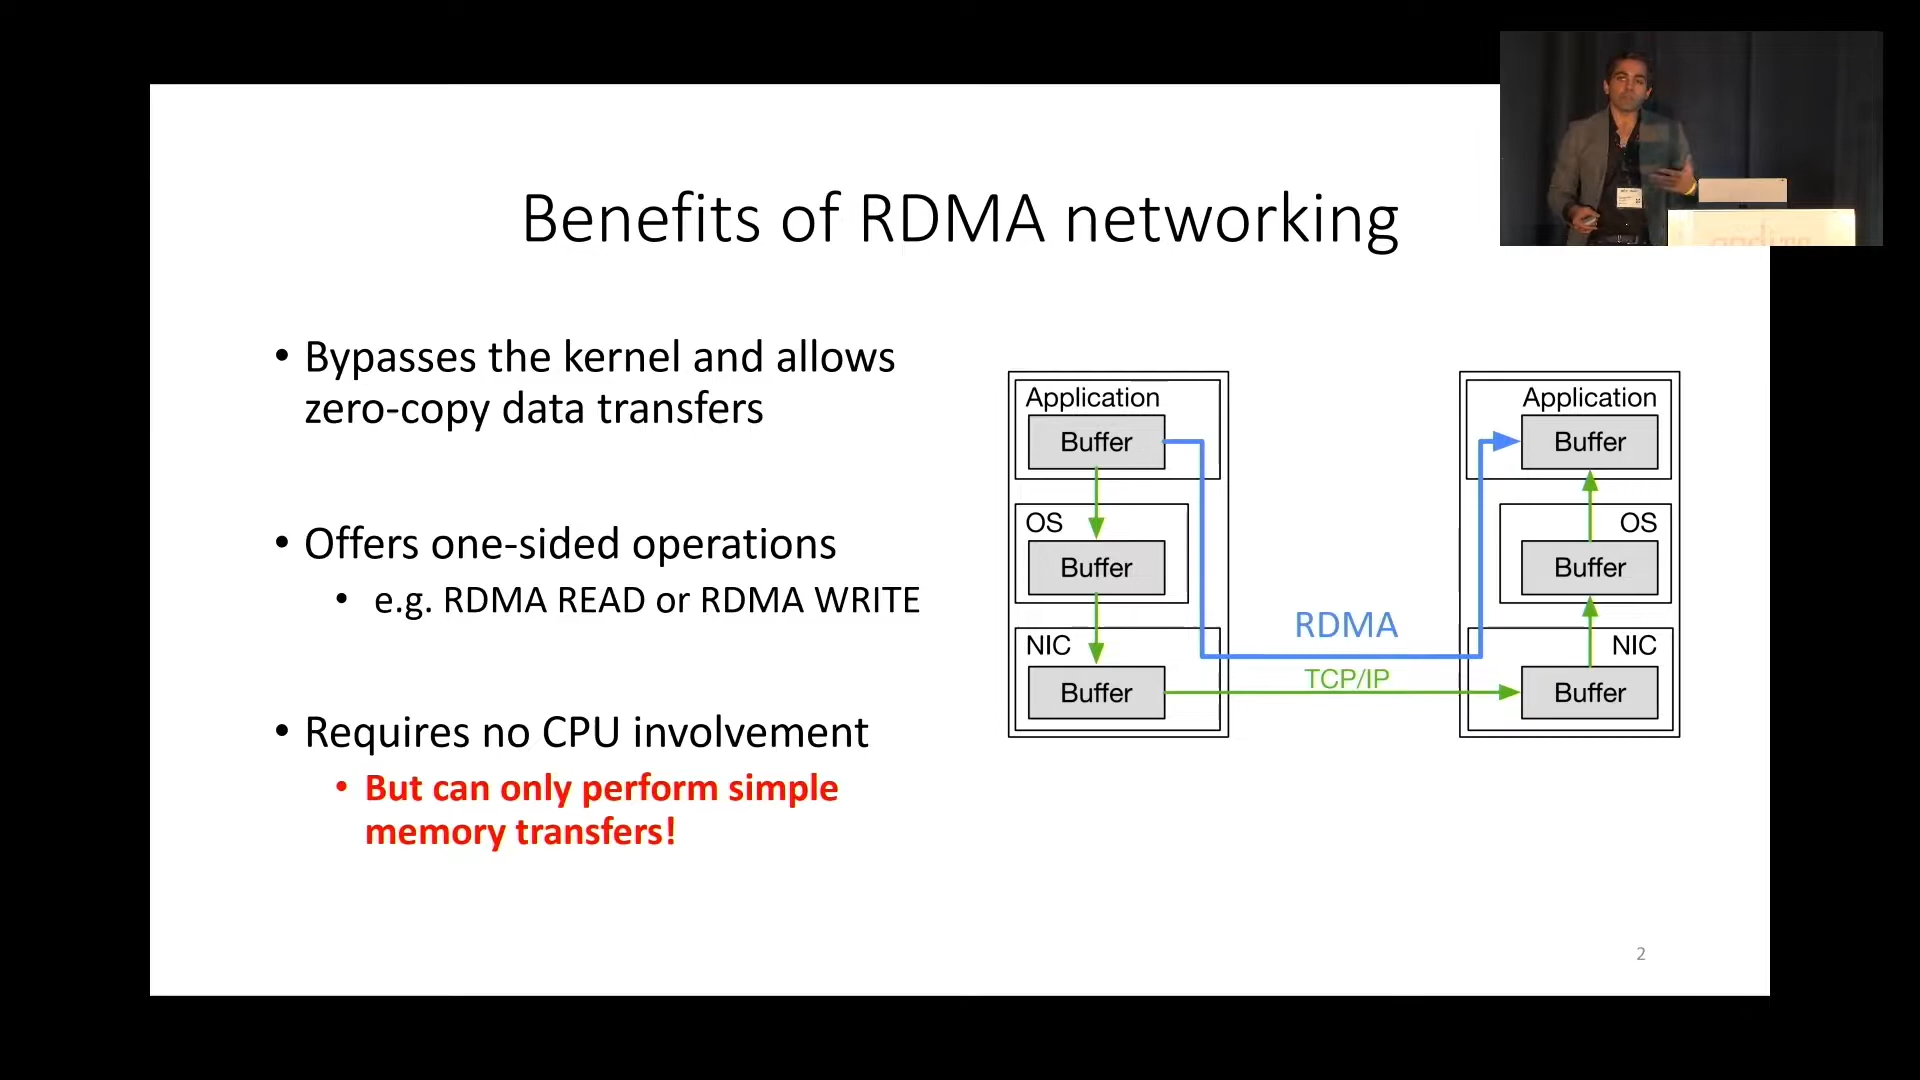 Benefits of RDMA networking
• Bypasses the kernel and allows
zero-copy data transfers
• Offers one-sided operations
• e.g. RDMA READ or RDMA WRITE
• Requires no CPU involvement
• But can only perform simple
memory transfers!
Application
Buffer
OS
Buffer
NIC
Buffer
RDMA
TCP/IP
Application
Buffer
OS
Buffer
NIC
Buffer
2